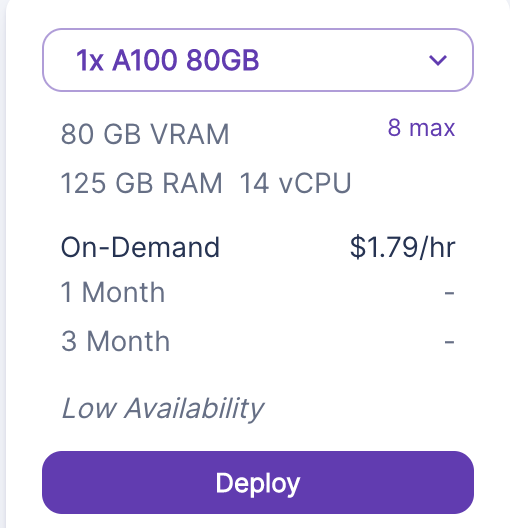 1x A100 80GB
80 GB VRAM 8 max
125 GB RAM 14 vCPU
On-Demand $1.79/hr
1 Month -
3 Month -
Low Availability
Deploy